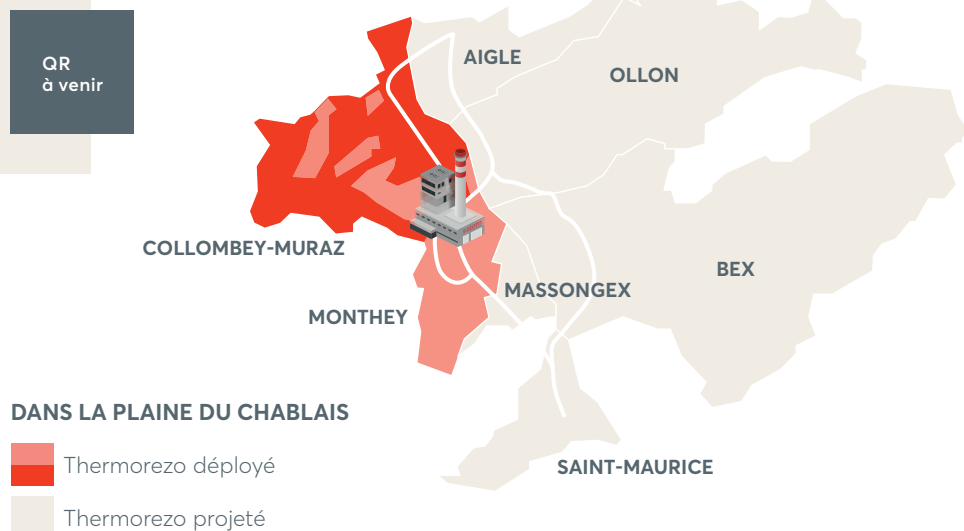 QR
à venir
AIGLE
OLLON
COLLOMBEY-MURAZ
BEX
MASSONGEX
MONTHEY
DANS LA PLAINE DU CHABLAIS
Thermorezo déployé
SAINT-MAURICE
Thermorezo projeté